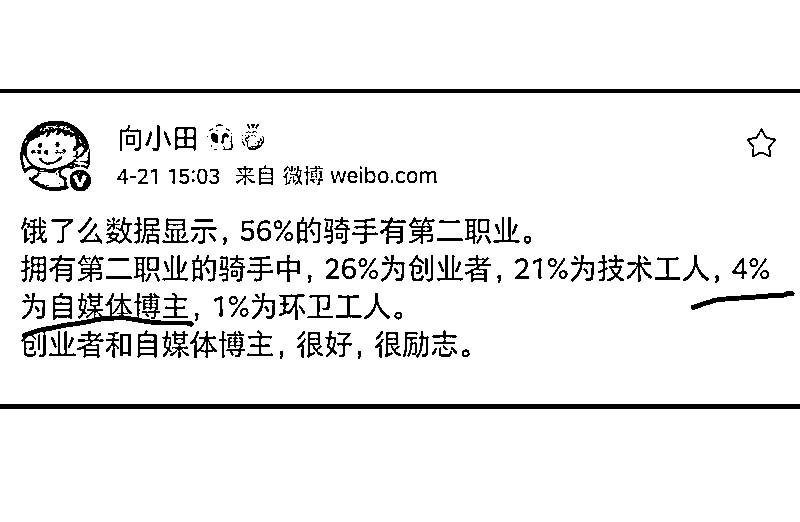 向小田
4-21 15:03 来自 微博 weibo.com
饿了么数据显示，56%的骑手有第二职业。
拥有第二职业的骑手中，26%为创业者，21%为技术工人，4%
为自媒体博主，1%为环卫工人。
创业者和自媒体博主，很好，很励志。